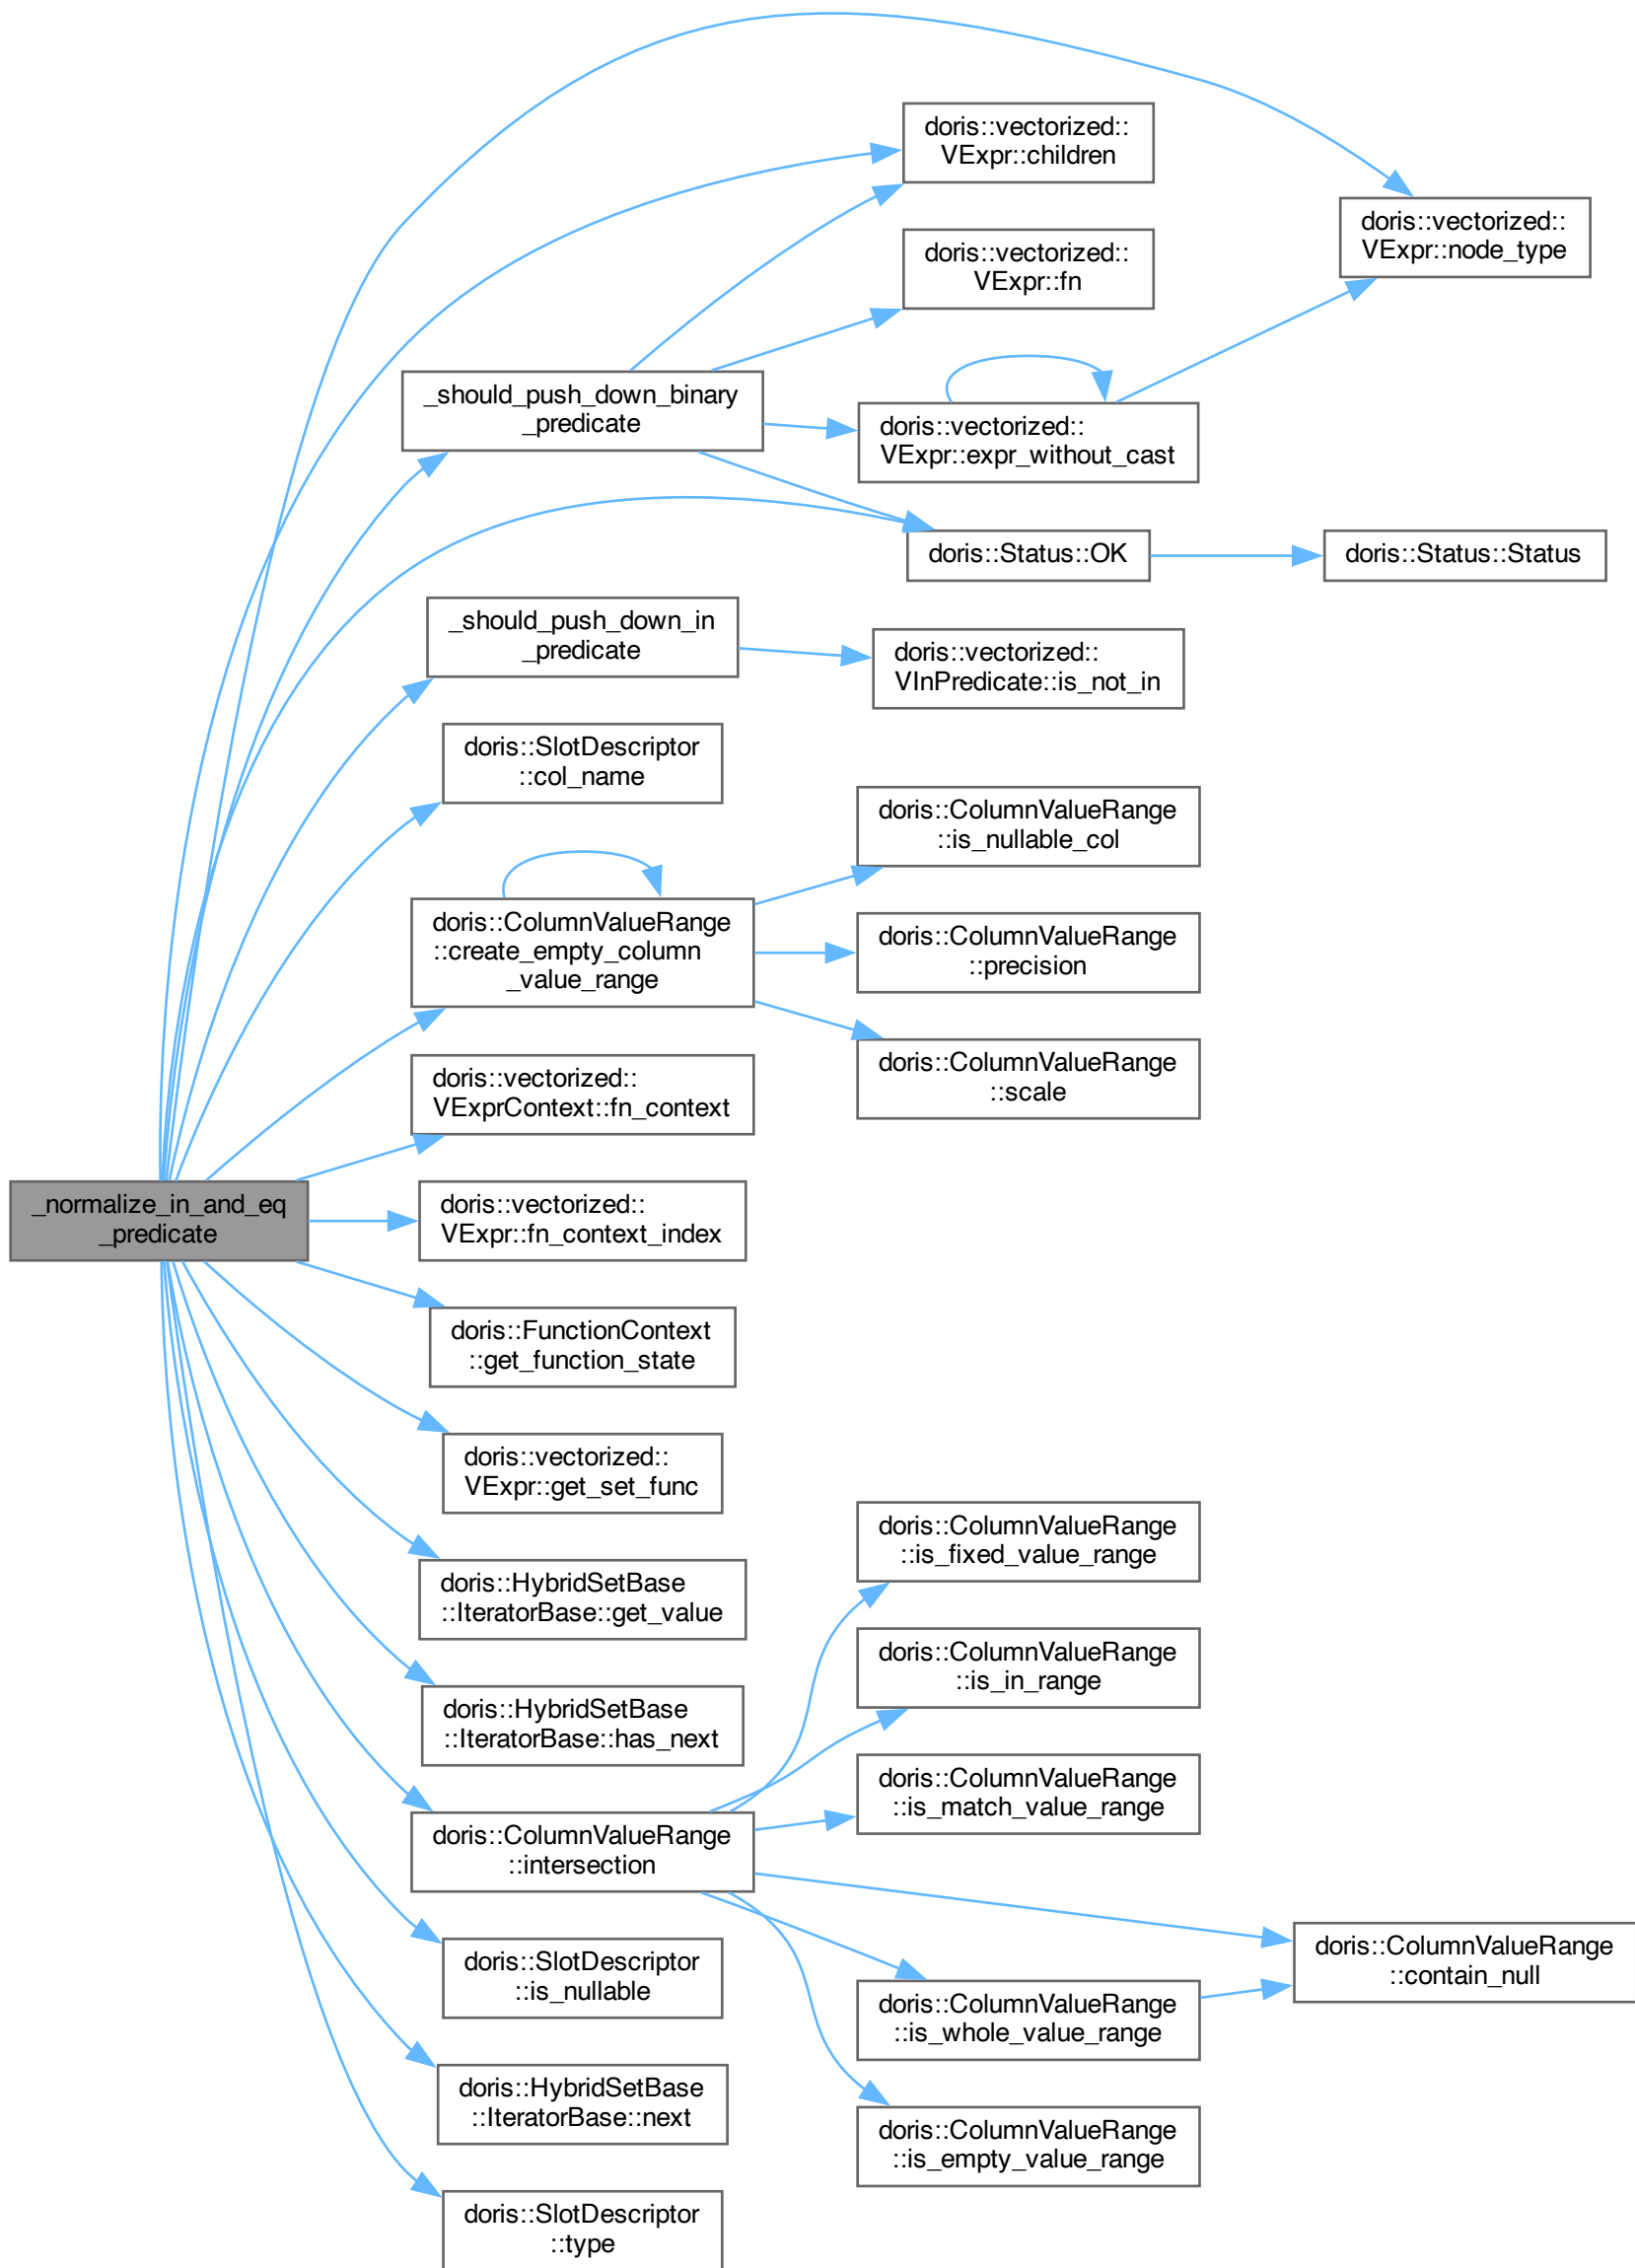 doris::vectorized::
VExpr::children
doris::vectorized::
VExpr::node_type
doris::vectorized::
VExpr::fn
_should_push_down_binary
_predicate
doris::vectorized::
VExpr::expr_without_cast
doris::Status::OK
doris::Status::Status
_should_push_down_in
_predicate
doris::vectorized::
VInPredicate::is_not_in
doris::SlotDescriptor
::col_name
doris::ColumnValueRange
::is_nullable_col
doris::ColumnValueRange
::create_empty_column
_value_range
doris::ColumnValueRange
::precision
doris::ColumnValueRange
::scale
doris::vectorized::
VExprContext::fn_context
_normalize_in_and_eq
_predicate
doris::vectorized::
VExpr::fn_context_index
doris::FunctionContext
::get_function_state
doris::vectorized::
VExpr::get_set_func
doris::ColumnValueRange
::is_fixed_value_range
doris::HybridSetBase
::IteratorBase::get_value
doris::ColumnValueRange
::is_in_range
doris::HybridSetBase
::IteratorBase::has_next
doris::ColumnValueRange
::is_match_value_range
doris::ColumnValueRange
::intersection
doris::ColumnValueRange
::contain_null
doris::SlotDescriptor
::is_nullable
doris::ColumnValueRange
::is_whole_value_range
doris::HybridSetBase
::IteratorBase::next
doris::ColumnValueRange
::is_empty_value_range
doris::SlotDescriptor
::type